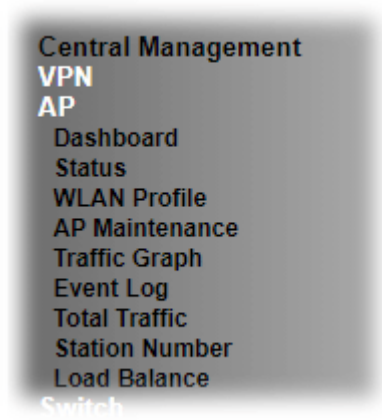 Central Management
VPN
AP
Dashboard
Status
WLAN Profile
AP Maintenance
Traffic Graph
Event Log
Total Traffic
Station Number
Load Balance
Switch